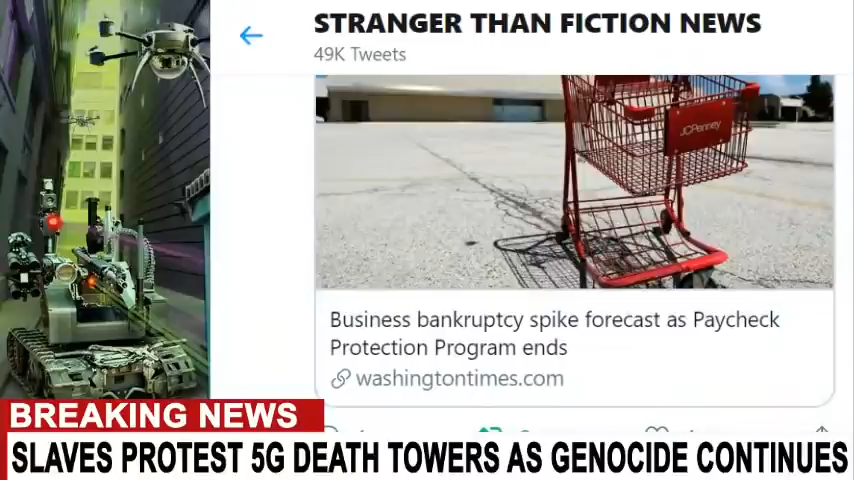 STRANGER THAN FICTION NEWS
49K Tweets
JCPenney
Business bankruptcy spike forecast as Paycheck
Protection Program ends
washingtontimes.com
BREAKING NEWS
SLAVES PROTEST 5G DEATH TOWERS AS GENOCIDE CONTINUES